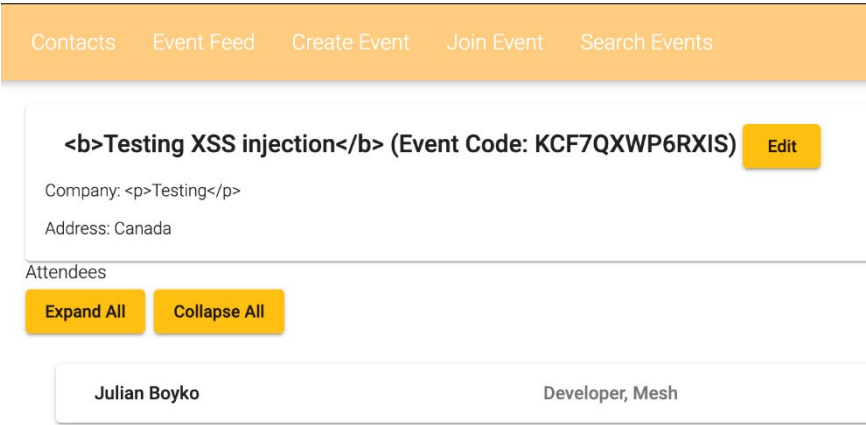 Contacts Event Feed Create Event Join Event Search Events
<b>Testing XSS injection</b> (Event Code: KCF7QXWP6RXIS) Edit
Company: <p>Testing</p>
Address: Canada
Attendees
Expand All Collapse All
Julian Boyko Developer, Mesh